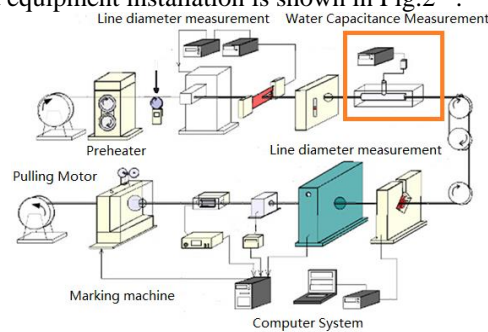 equipment installation is shown in Fig.2
Line diameter measurement
Water Capacitance Measurement
Preheater
Line diameter measurement
Pulling Motor
Marking machine
Computer System